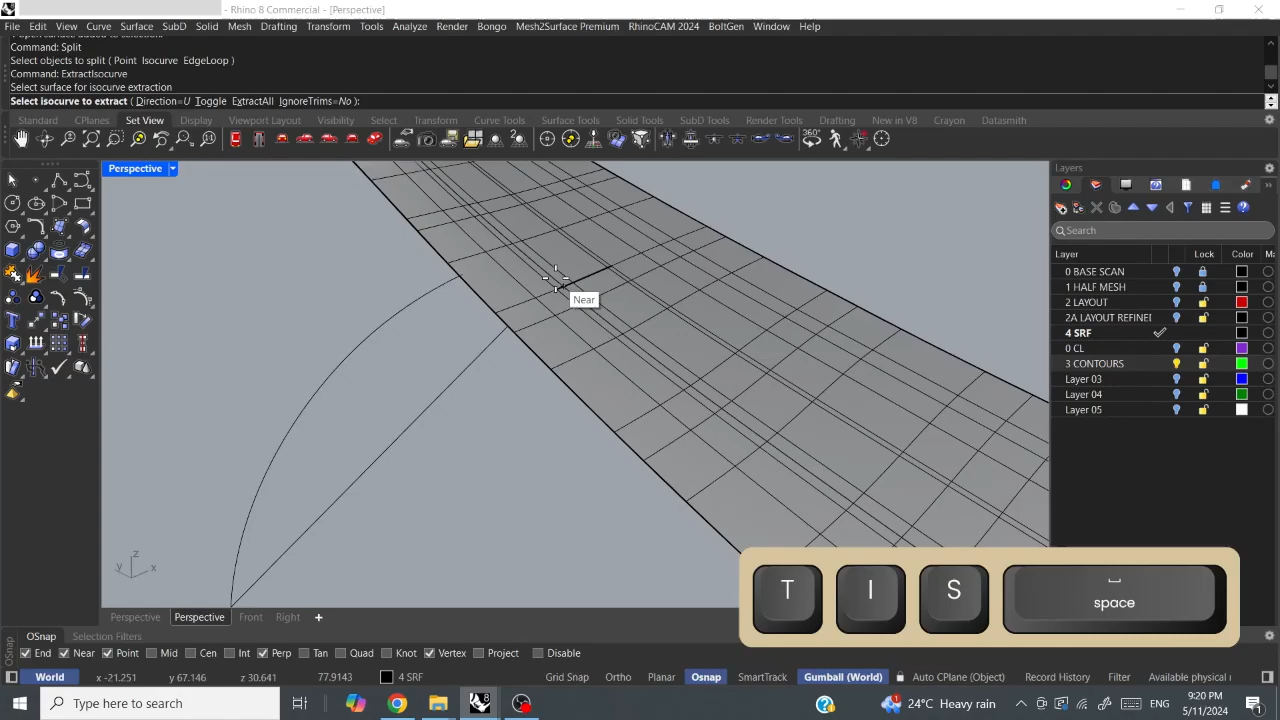 - Rhino 8 Commercial - [Perspective]
File Edit View Curve Surface SubD Solid Mesh Drafting Transform Tools Analyze Render Bongo Mesh2Surface Premium RhinoCAM 2024 BoltGen Window Help
Command: Split
Select objects to split ( Point Isocurve EdgeLoop )
Command: ExtractIsocurve
Select surface for isocurve extraction
Select isocurve to extract ( Direction=U Toggle ExtractAll IgnoreTrims=No ):
Standard CPlanes Set View Display Viewport Layout Visibility Select Transform Curve Tools Surface Tools Solid Tools SubD Tools Render Tools Drafting New in V8 Crayon Datasmith
360°
Perspective
Layers
Search
Layer Lock Color M
0 BASE SCAN
1 HALF MESH
2 LAYOUT
2A LAYOUT REFINE
4 SRF
0 CL
3 CONTOURS
Layer 03
Layer 04
Layer 05
Near
z
y x
T I S space
Perspective Perspective Front Right
OSnap Selection Filters
OSnap
End Near Point Mid Cen Int Perp Tan Quad Knot Vertex Project Disable
World x -21.251 y 67.146 z 30.641 77.9143 4 SRF Grid Snap Ortho Planar Osnap SmartTrack Gumball (World) Auto CPlane (Object) Record History Filter Available physical
Type here to search
24°C Heavy rain
ENG
9:20 PM
5/11/2024